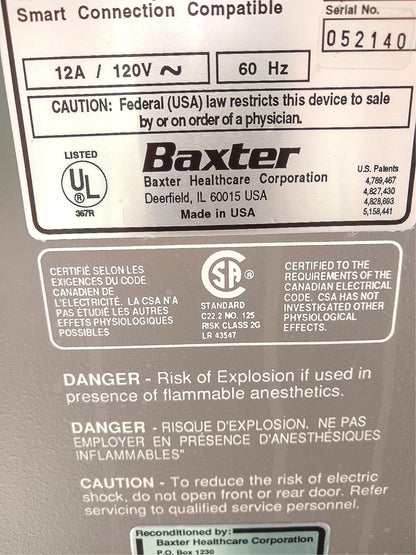 Smart Connection Compatible
Serial No.
052140
12A / 120V ~
60 Hz
CAUTION: Federal (USA) law restricts this device to sale
by or on order of a physician.
LISTED
UL
®
367R
Baxter
Baxter Healthcare Corporation
Deerfield, IL 60015 USA
Made in USA
U.S. Patents
4,789,467
4,827,430
4,828,693
5,158,441
CERTIFIÉ SELON LES
EXIGENCES DU CODE
CANADIEN DE
L'ÉLECTRICITÉ. LA CSA N'A
PAS ÉTUDIÉ LES AUTRES
EFFETS PHYSIOLOGIQUES
POSSIBLES
CSA
®
STANDARD
C22.2 NO. 125
RISK CLASS 2G
LR 43547
CERTIFIED TO THE
REQUIREMENTS OF THE
CANADIAN ELECTRICAL
CODE. CSA HAS NOT
INVESTIGATED OTHER
PHYSIOLOGICAL
EFFECTS.
DANGER - Risk of Explosion if used in
presence of flammable anesthetics.
DANGER - RISQUE D'EXPLOSION. NE PAS
EMPLOYER EN PRÉSENCE D'ANESTHÉSIQUES
INFLAMMABLES"
CAUTION - To reduce the risk of electric
shock, do not open front or rear door. Refer
servicing to qualified service personnel.
Reconditioned by:
Baxter Healthcare Corporation
P.O. Box 1230